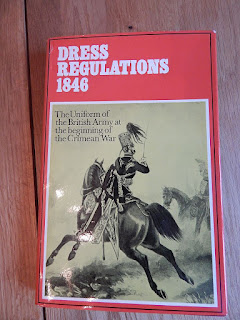 DRESS
REGULATIONS
1846
The Uniform of
the British Army at
the beginning of
the Crimean War